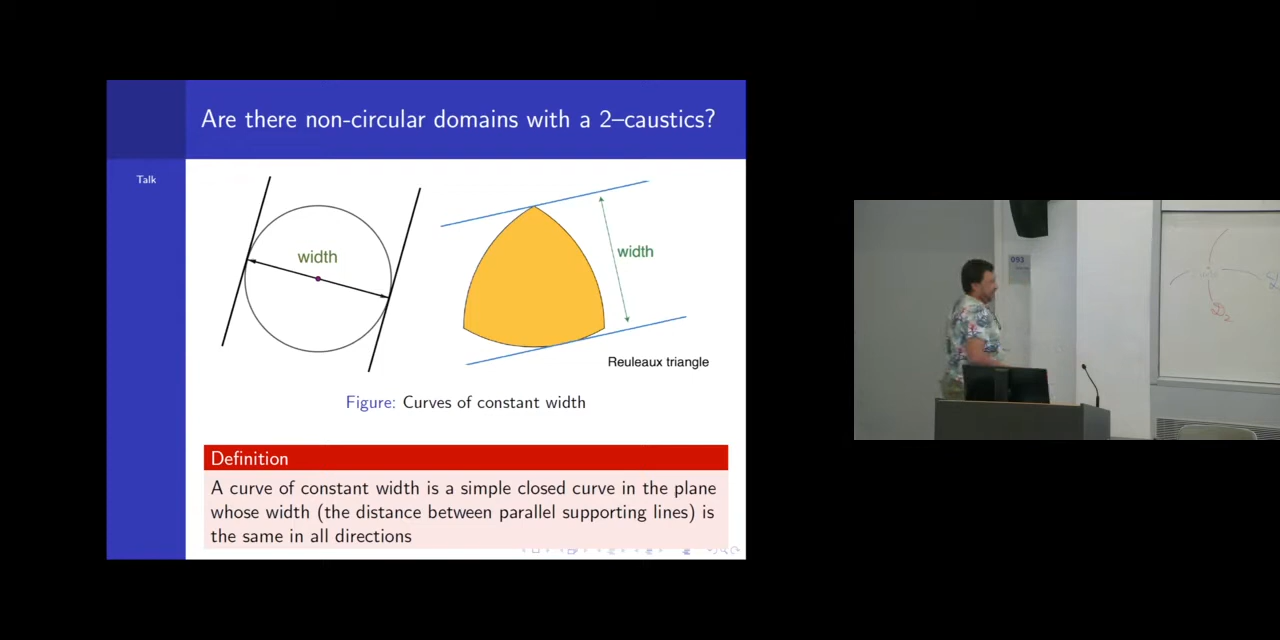 Are there non-circular domains with a 2–caustics?
Talk
width
width
Reuleaux triangle
Figure: Curves of constant width
Definition
A curve of constant width is a simple closed curve in the plane
whose width (the distance between parallel supporting lines) is
the same in all directions
093